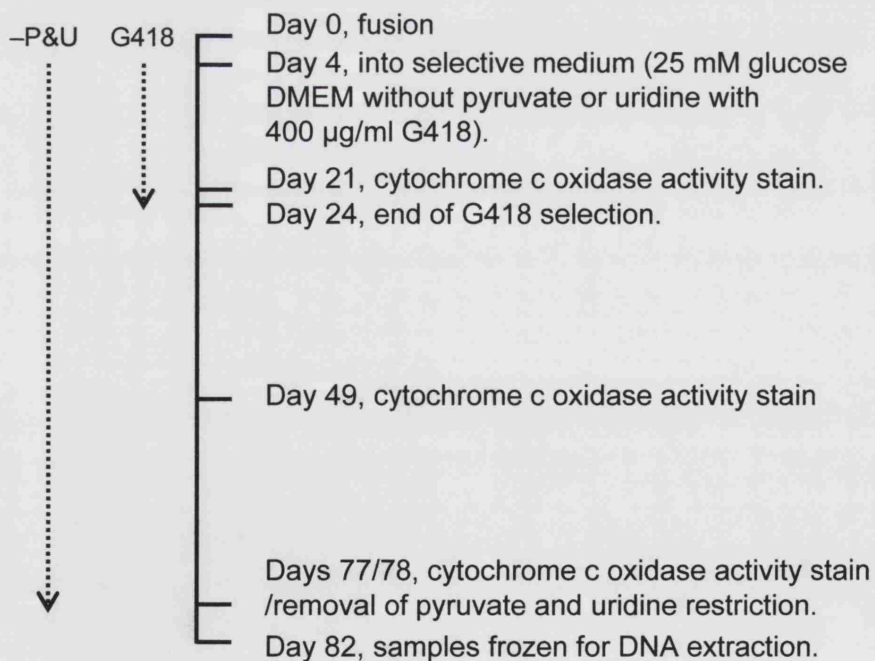 –P&U G418
Day 0, fusion
Day 4, into selective medium (25 mM glucose
DMEM without pyruvate or uridine with
400 µg/ml G418).
Day 21, cytochrome c oxidase activity stain.
Day 24, end of G418 selection.
Day 49, cytochrome c oxidase activity stain
Days 77/78, cytochrome c oxidase activity stain
/removal of pyruvate and uridine restriction.
Day 82, samples frozen for DNA extraction.